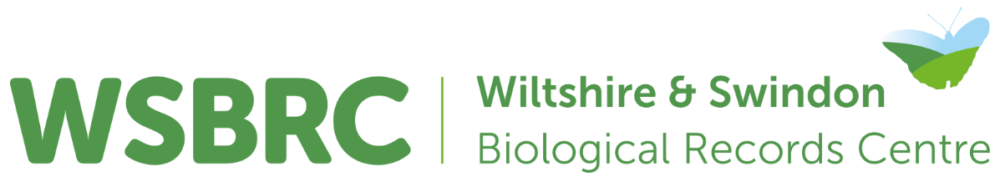 WSBRC
Wiltshire & Swindon
Biological Records Centre